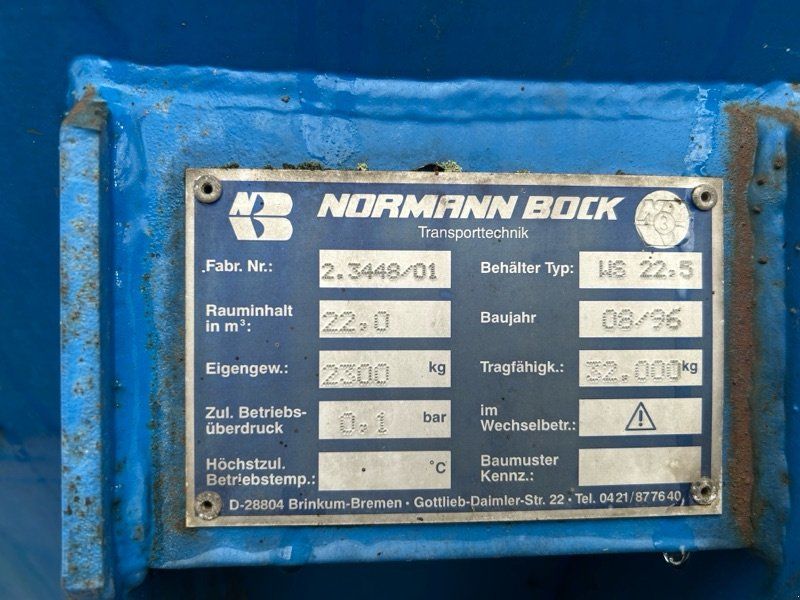 NB NORMANN BOCK
Transporttechnik
Fabr. Nr.: 2.3448/01 Behälter Typ: WS 22.5
Rauminhalt
in m³: 22,0 Baujahr 08/96
Eigengew.: 2300 kg Tragfähigk.: 32.000 kg
Zul. Betriebs-
überdruck 0,1 bar im
Wechselbetr.:
Höchstzul.
Betriebstemp.: °C Baumuster
Kennz.:
D-28804 Brinkum-Bremen · Gottlieb-Daimler-Str. 22 · Tel. 0421/877640